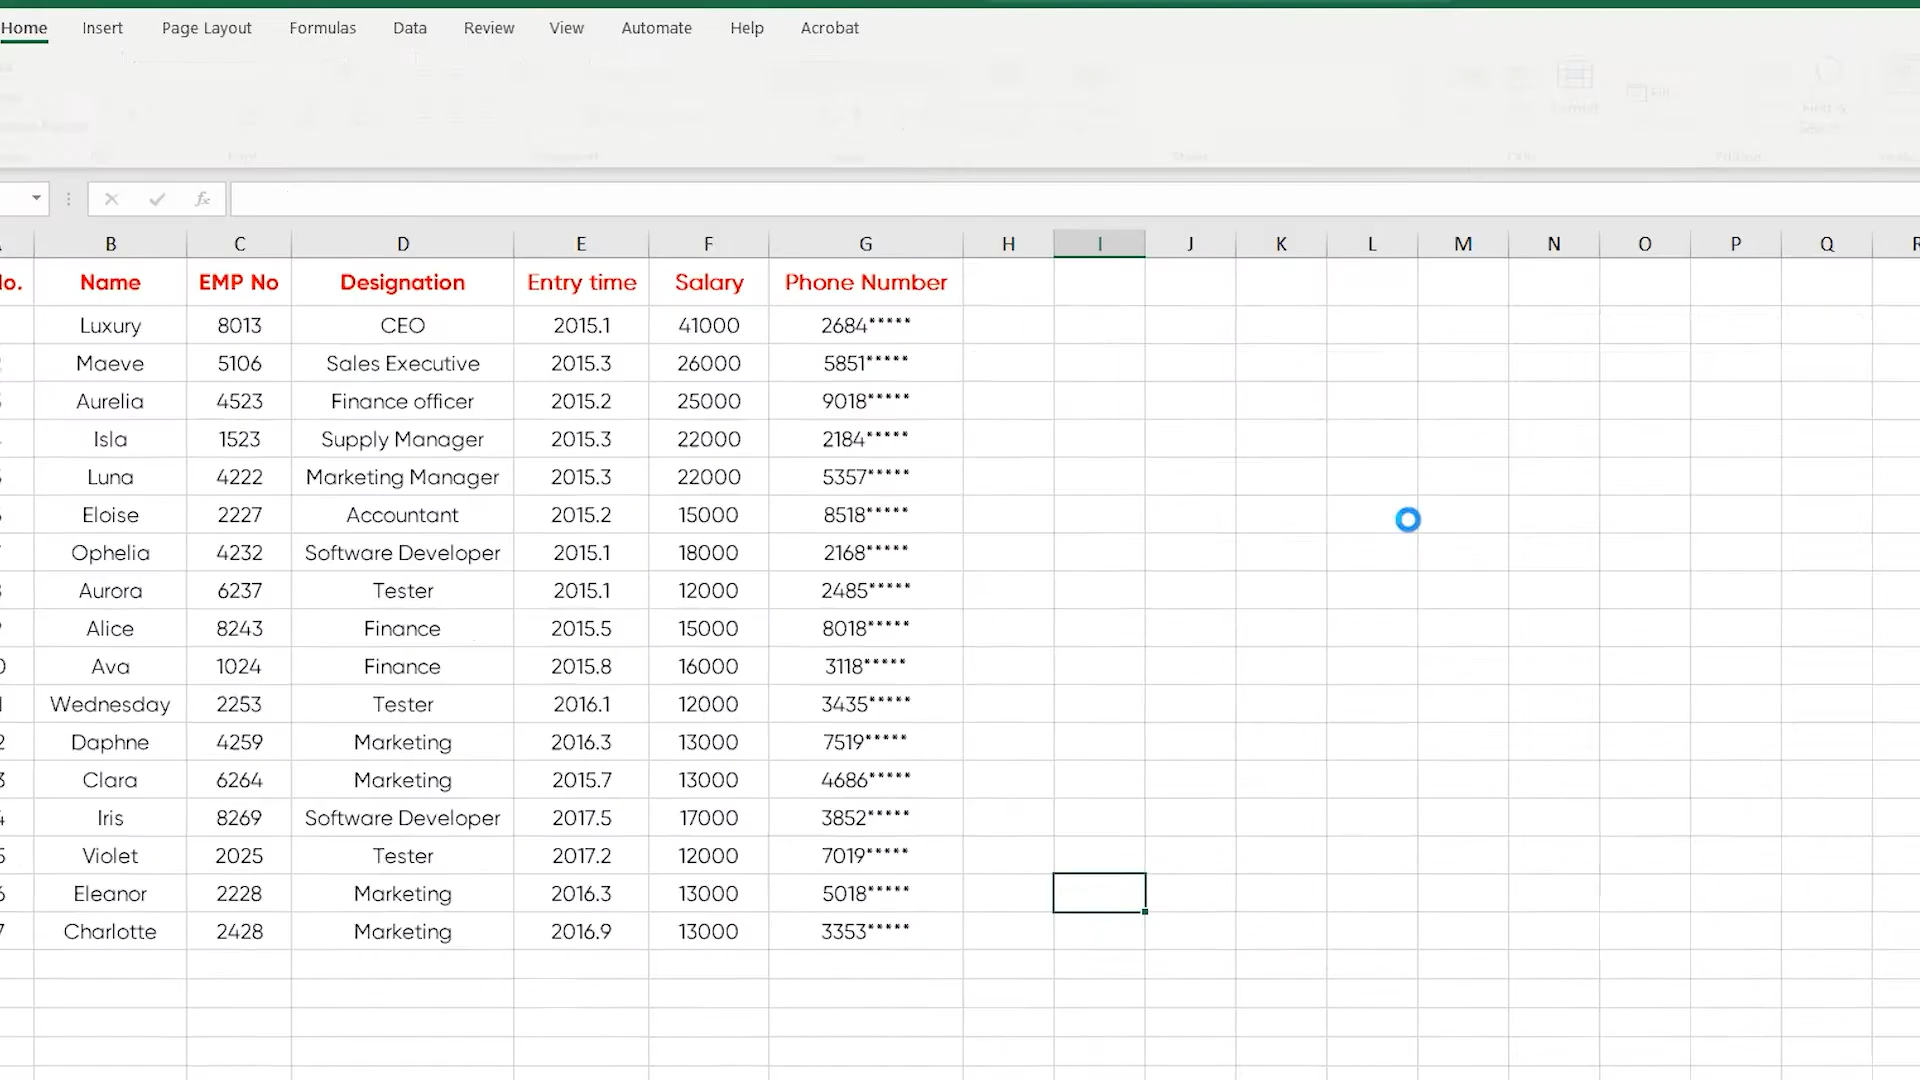 Home Insert Page Layout Formulas Data Review View Automate Help Acrobat
fx
B C D E F G H I J K L M N O P Q
Name EMP No Designation Entry time Salary Phone Number
Luxury 8013 CEO 2015.1 41000 2684*****
Maeve 5106 Sales Executive 2015.3 26000 5851*****
Aurelia 4523 Finance officer 2015.2 25000 9018*****
Isla 1523 Supply Manager 2015.3 22000 2184*****
Luna 4222 Marketing Manager 2015.3 22000 5357*****
Eloise 2227 Accountant 2015.2 15000 8518*****
Ophelia 4232 Software Developer 2015.1 18000 2168*****
Aurora 6237 Tester 2015.1 12000 2485*****
Alice 8243 Finance 2015.5 15000 8018*****
Ava 1024 Finance 2015.8 16000 3118*****
Wednesday 2253 Tester 2016.1 12000 3435*****
Daphne 4259 Marketing 2016.3 13000 7519*****
Clara 6264 Marketing 2015.7 13000 4686*****
Iris 8269 Software Developer 2017.5 17000 3852*****
Violet 2025 Tester 2017.2 12000 7019*****
Eleanor 2228 Marketing 2016.3 13000 5018*****
Charlotte 2428 Marketing 2016.9 13000 3353*****